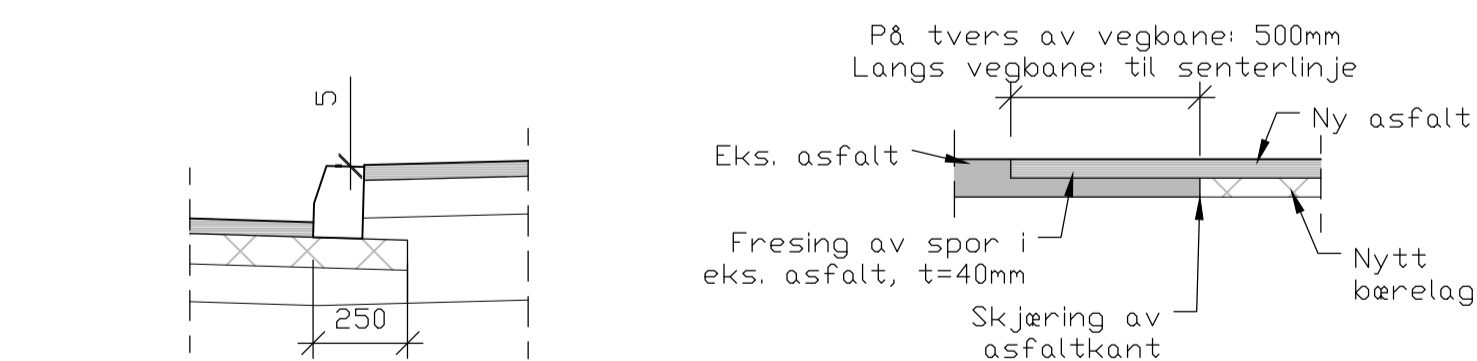 5
250
På tvers av vegbane: 500mm
Langs vegbane: til senterlinje
Ny asfalt
Eks. asfalt
Fresing av spor i
eks. asfalt, t=40mm
Nytt
bærelag
Skjæring av
asfaltkant